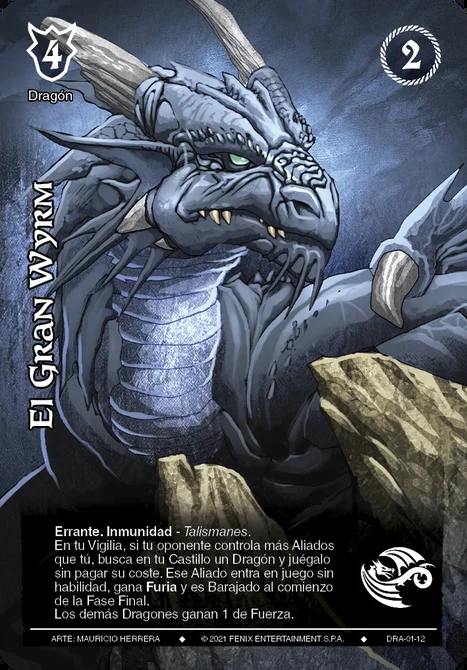 4
2
Dragón
El Gran Wyrm
Errante. Inmunidad - Talismanes.
En tu Vigilia, si tu oponente controla más Aliados
que tú, busca en tu Castillo un Dragón y juégalo
sin pagar su coste. Ese Aliado entra en juego sin
habilidad, gana Furia y es Barajado al comienzo
de la Fase Final.
Los demás Dragones ganan 1 de Fuerza.
ARTE: MAURICIO HERRERA ◆ © 2021 FENIX ENTERTAINMENT S.P.A. ◆ DRA-01-12